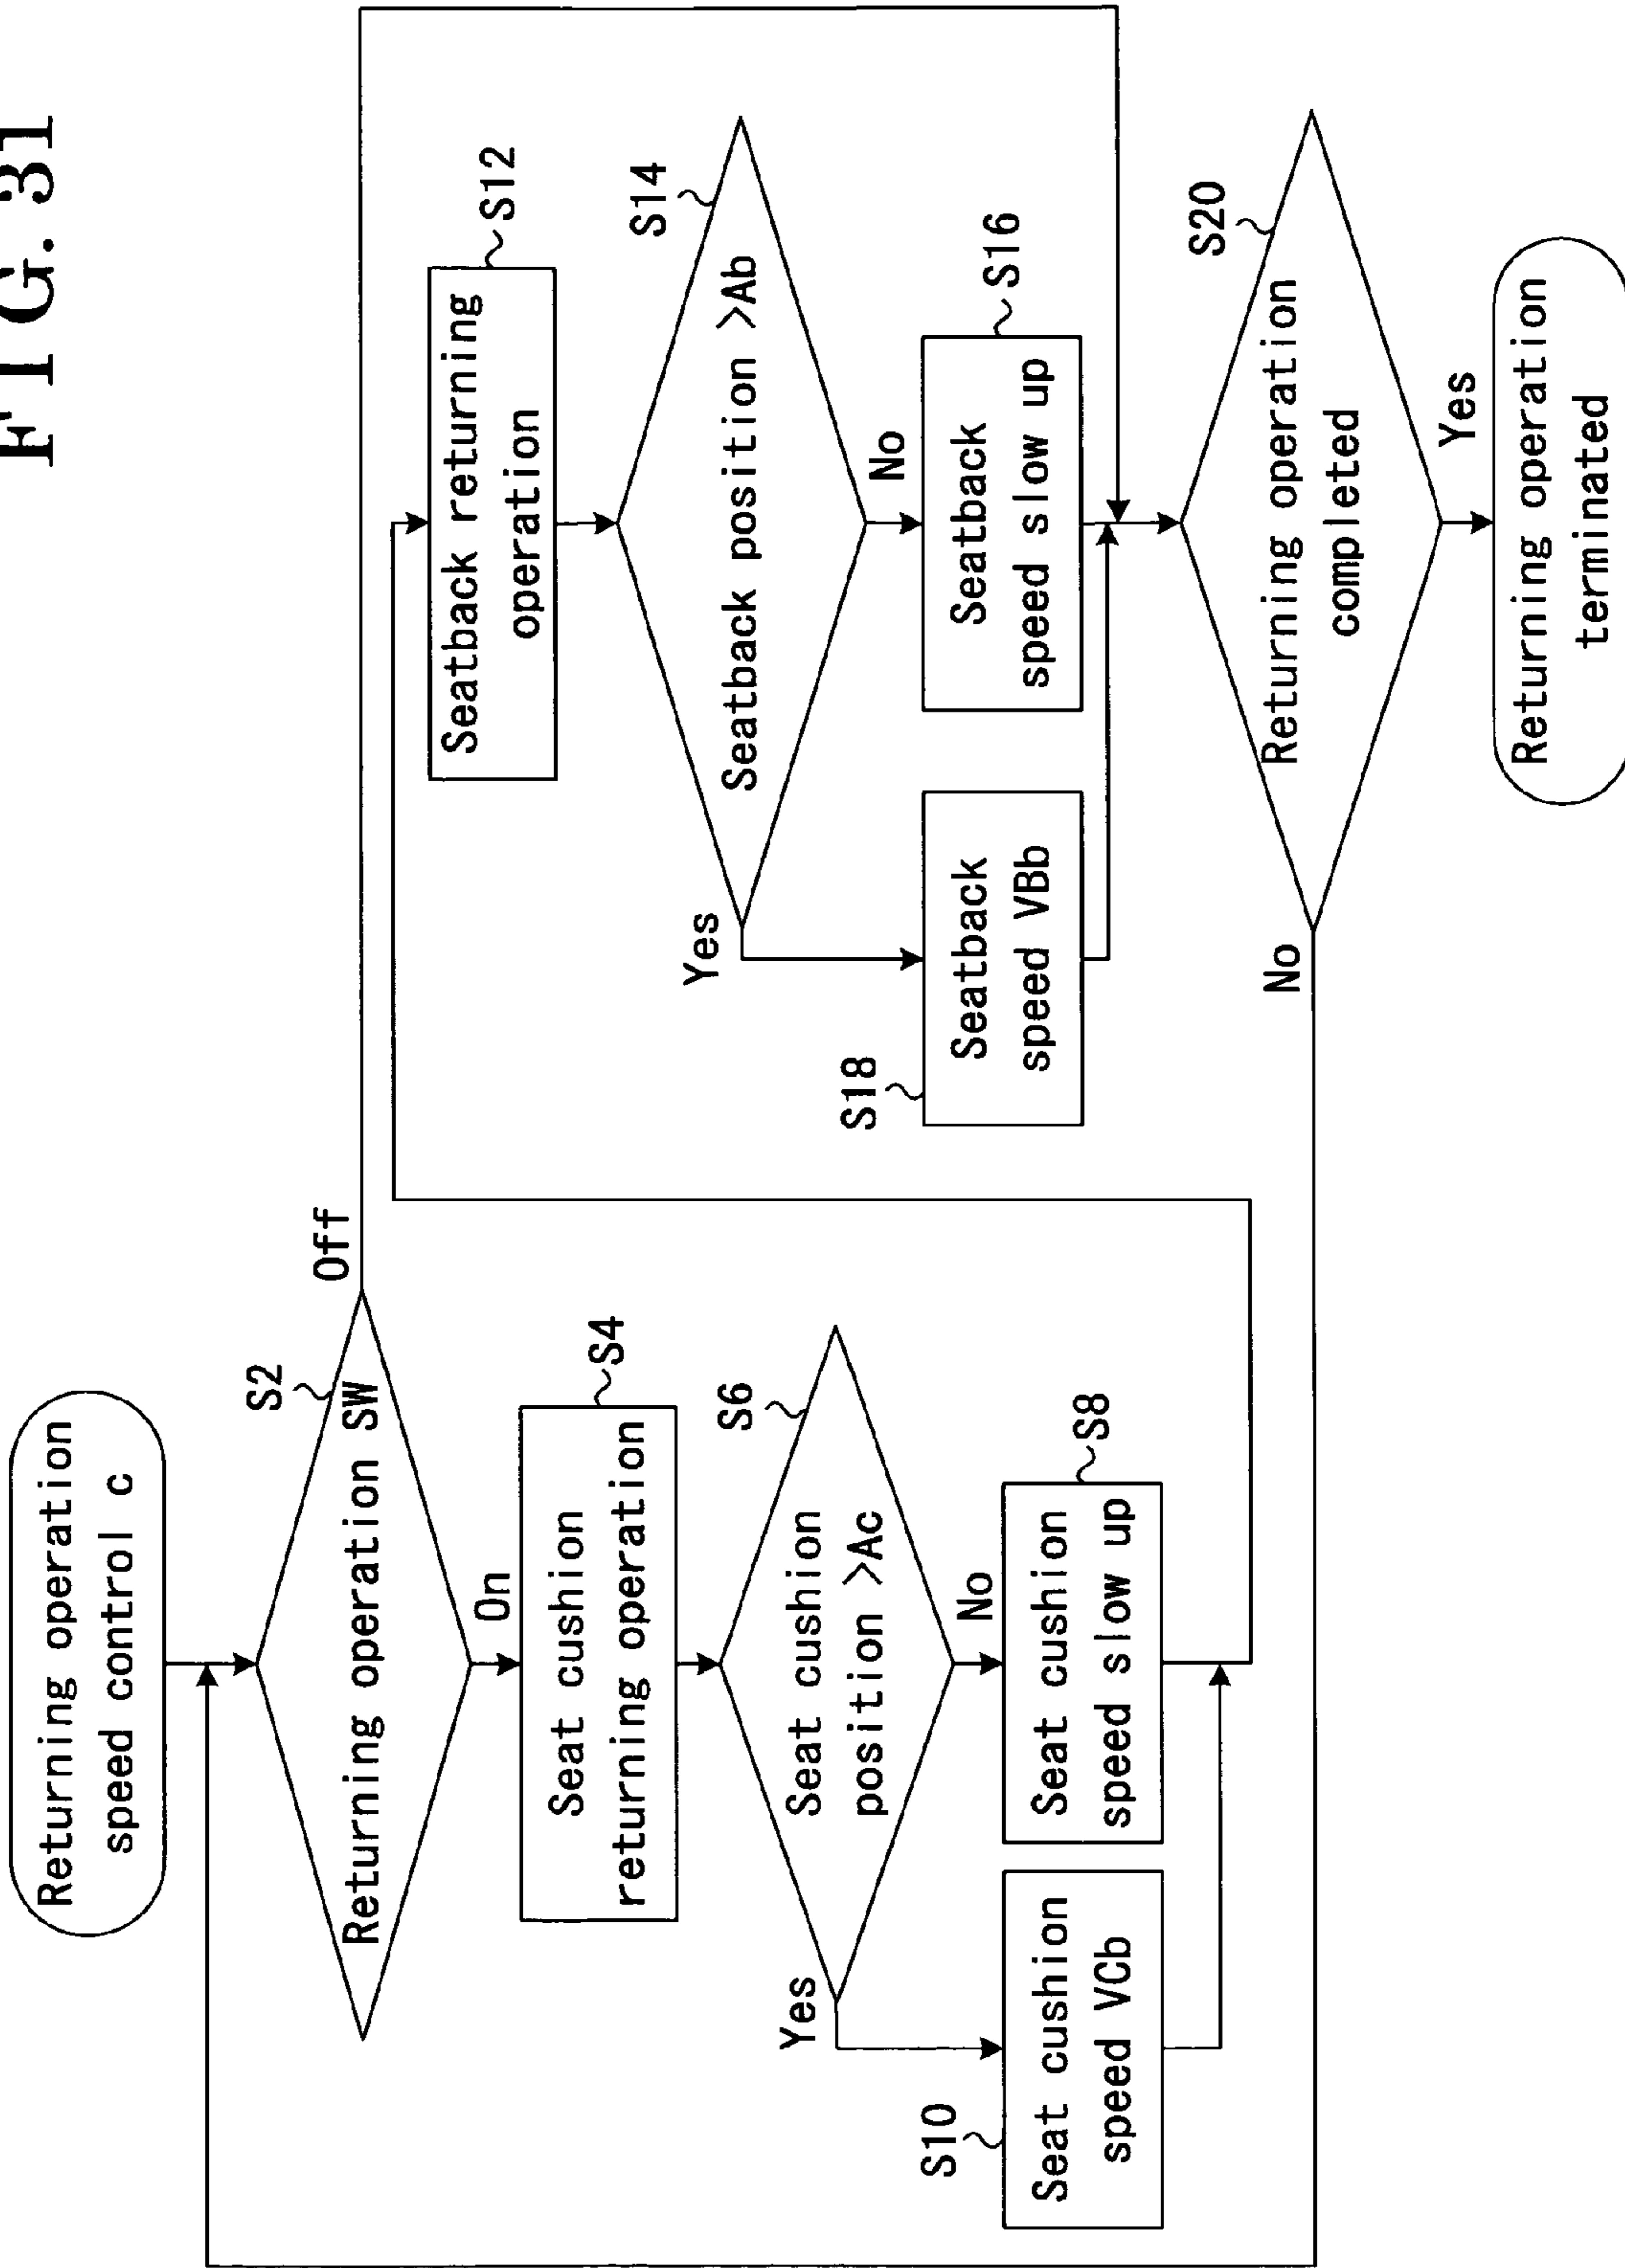 FIG. 31
Returning operation
speed control c
S2
Returning operation SW
Off
On
S4
Seat cushion
returning operation
S6
Seat cushion
position >Ac
Yes
No
S10
Seat cushion
speed VCb
S8
Seat cushion
speed slow up
S12
Seatback returning
operation
S14
Seatback position >Ab
Yes
No
S18
Seatback
speed VBb
S16
Seatback
speed slow up
S20
Returning operation
completed
No
Yes
Returning operation
terminated